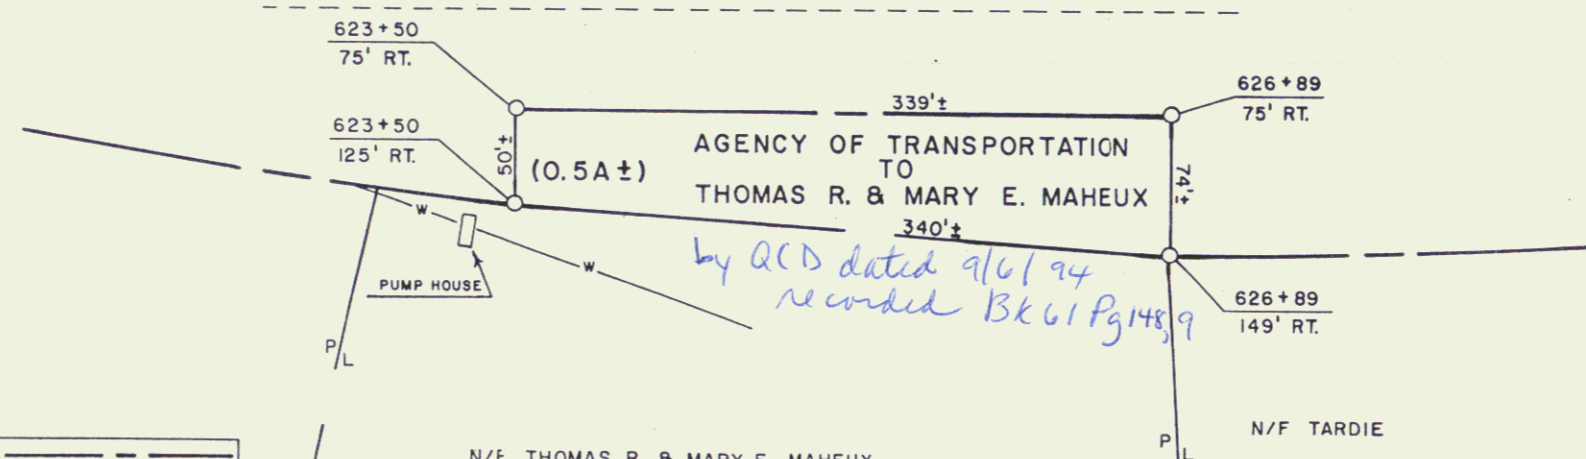 623+50
75' RT.
626+89
75' RT.
339'±
623+50
125' RT.
50'±
(0.5A±)
AGENCY OF TRANSPORTATION
TO
THOMAS R. & MARY E. MAHEUX
74'±
340'±
W
W
PUMP HOUSE
by QCD dated 9/6/94
recorded Bk 61 Pg 148,9
626+89
149' RT.
P/L
N/F TARDIE
P L
N/F THOMAS R. & MARY E. MAHEUX